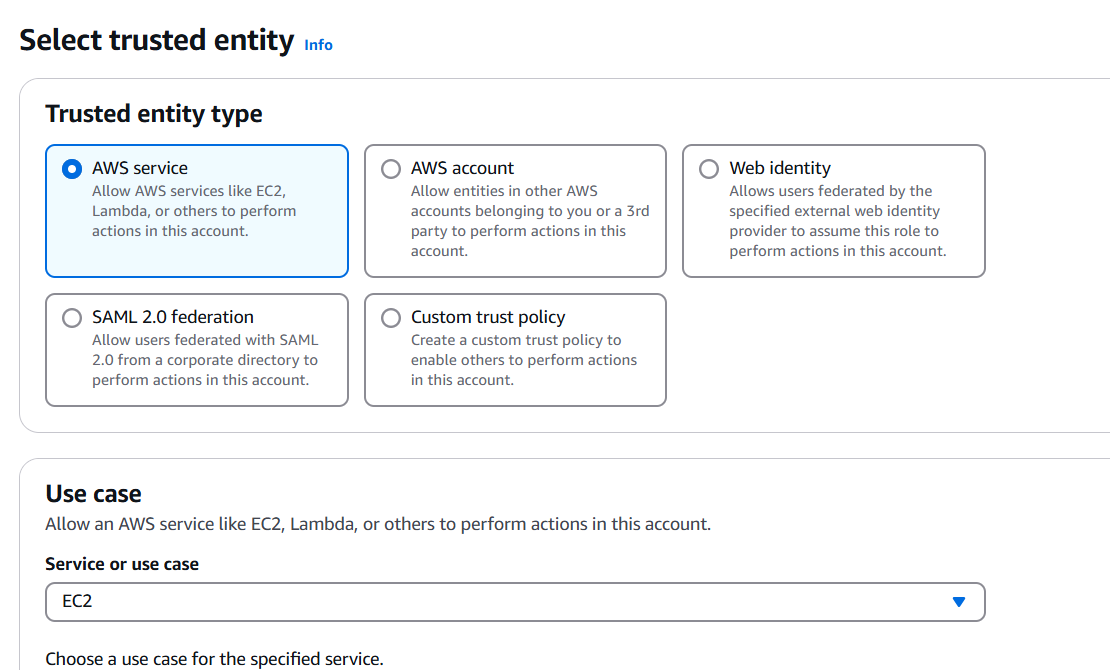 Select trusted entity Info
Trusted entity type
AWS service
Allow AWS services like EC2,
Lambda, or others to perform
actions in this account.
AWS account
Allow entities in other AWS
accounts belonging to you or a 3rd
party to perform actions in this
account.
Web identity
Allows users federated by the
specified external web identity
provider to assume this role to
perform actions in this account.
SAML 2.0 federation
Allow users federated with SAML
2.0 from a corporate directory to
perform actions in this account.
Custom trust policy
Create a custom trust policy to
enable others to perform actions
in this account.
Use case
Allow an AWS service like EC2, Lambda, or others to perform actions in this account.
Service or use case
EC2
Choose a use case for the specified service.